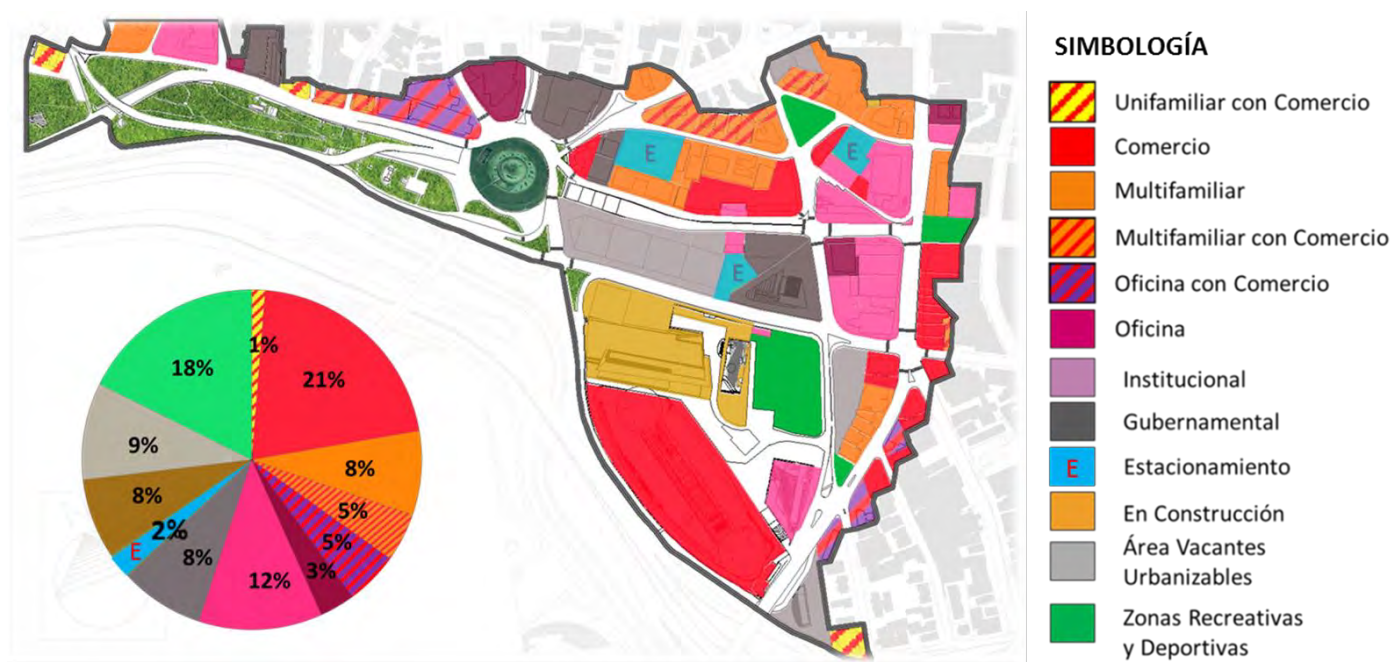 SIMBOLOGÍA
Unifamiliar con Comercio
Comercio
Multifamiliar
Multifamiliar con Comercio
Oficina con Comercio
Oficina
Institucional
Gubernamental
E
Estacionamiento
En Construcción
Área Vacantes
Urbanizables
Zonas Recreativas
y Deportivas
E
E
E
1%
21%
8%
5%
5%
3%
12%
8%
2%
E
8%
9%
18%